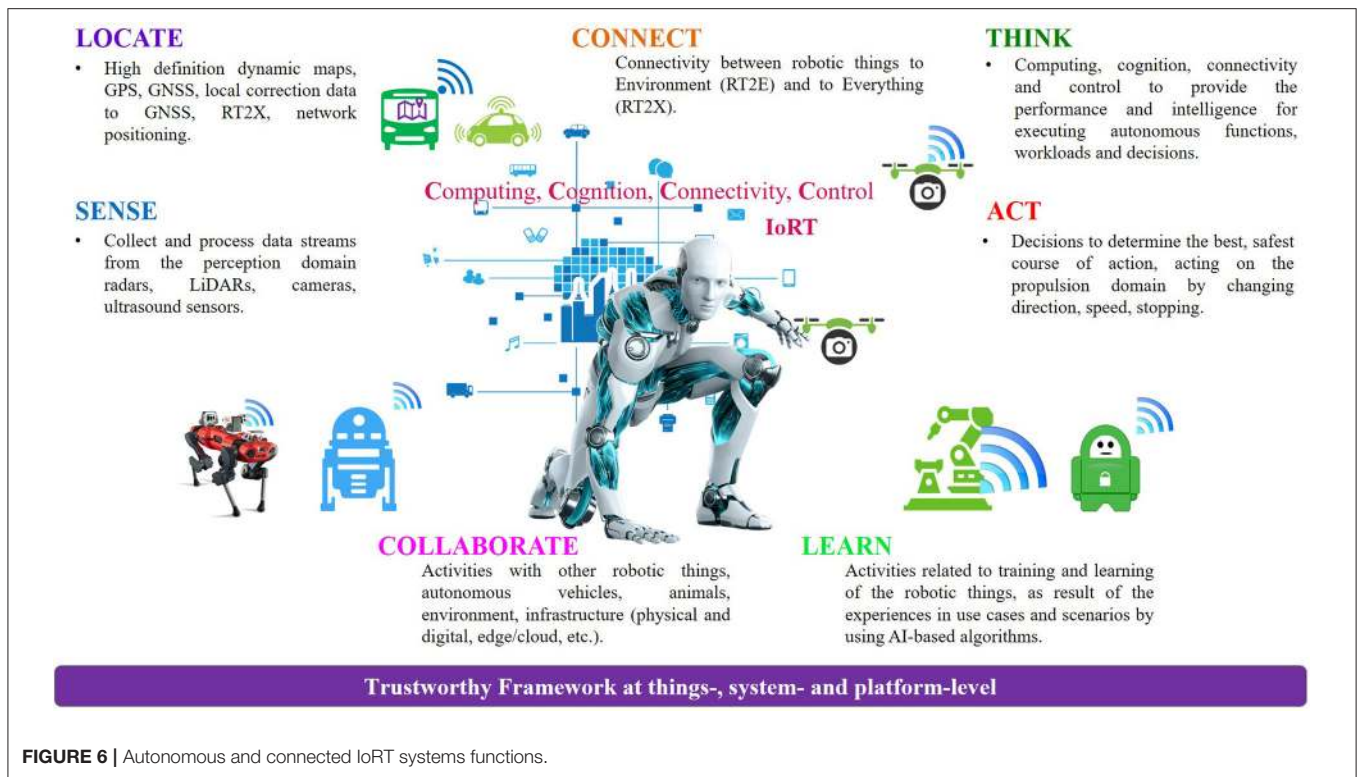 LOCATE
• High definition dynamic maps,
GPS, GNSS, local correction data
to GNSS, RT2X, network
positioning.
CONNECT
Connectivity between robotic things to
Environment (RT2E) and to Everything
(RT2X).
THINK
• Computing, cognition, connectivity
and control to provide the
performance and intelligence for
executing autonomous functions,
workloads and decisions.
Computing, Cognition, Connectivity, Control
IoRT
SENSE
• Collect and process data streams
from the perception domain
radars, LiDARs, cameras,
ultrasound sensors.
ACT
• Decisions to determine the best, safest
course of action, acting on the
propulsion domain by changing
direction, speed, stopping.
COLLABORATE
Activities with other robotic things,
autonomous vehicles, animals,
environment, infrastructure (physical and
digital, edge/cloud, etc.).
LEARN
Activities related to training and learning
of the robotic things, as result of the
experiences in use cases and scenarios by
using AI-based algorithms.
Trustworthy Framework at things-, system- and platform-level
FIGURE 6 | Autonomous and connected IoRT systems functions.